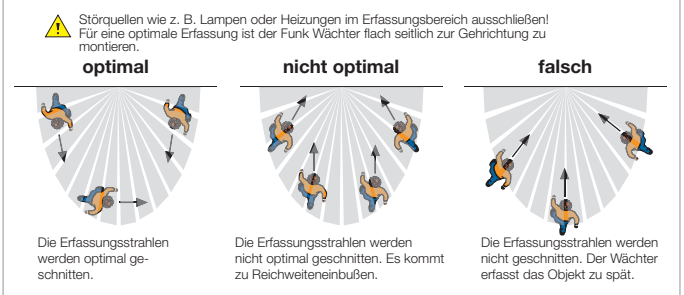 Störquellen wie z. B. Lampen oder Heizungen im Erfassungsbereich ausschließen!
Für eine optimale Erfassung ist der Funk Wächter flach seitlich zur Gehrichtung zu
montieren.
optimal
nicht optimal
falsch
Die Erfassungsstrahlen
werden optimal ge-
schnitten.
Die Erfassungsstrahlen werden
nicht optimal geschnitten. Es kommt
zu Reichweiteneinbußen.
Die Erfassungsstrahlen werden
nicht geschnitten. Der Wächter
erfasst das Objekt zu spät.